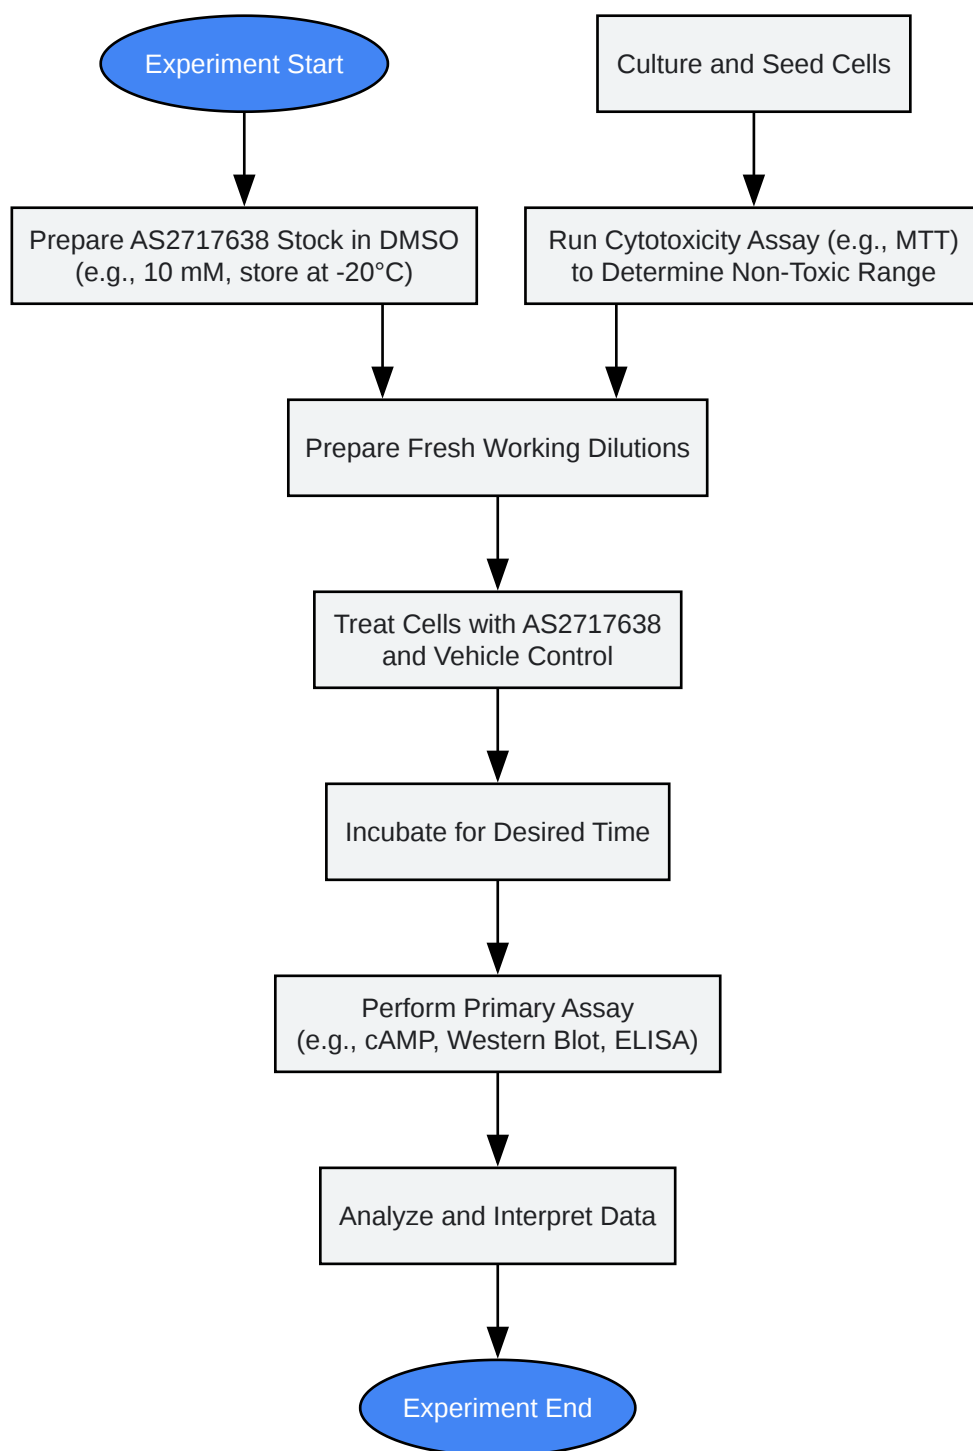 Experiment Start
Culture and Seed Cells
Prepare AS2717638 Stock in DMSO
(e.g., 10 mM, store at -20°C)
Run Cytotoxicity Assay (e.g., MTT)
to Determine Non-Toxic Range
Prepare Fresh Working Dilutions
Treat Cells with AS2717638
and Vehicle Control
Incubate for Desired Time
Perform Primary Assay
(e.g., cAMP, Western Blot, ELISA)
Analyze and Interpret Data
Experiment End